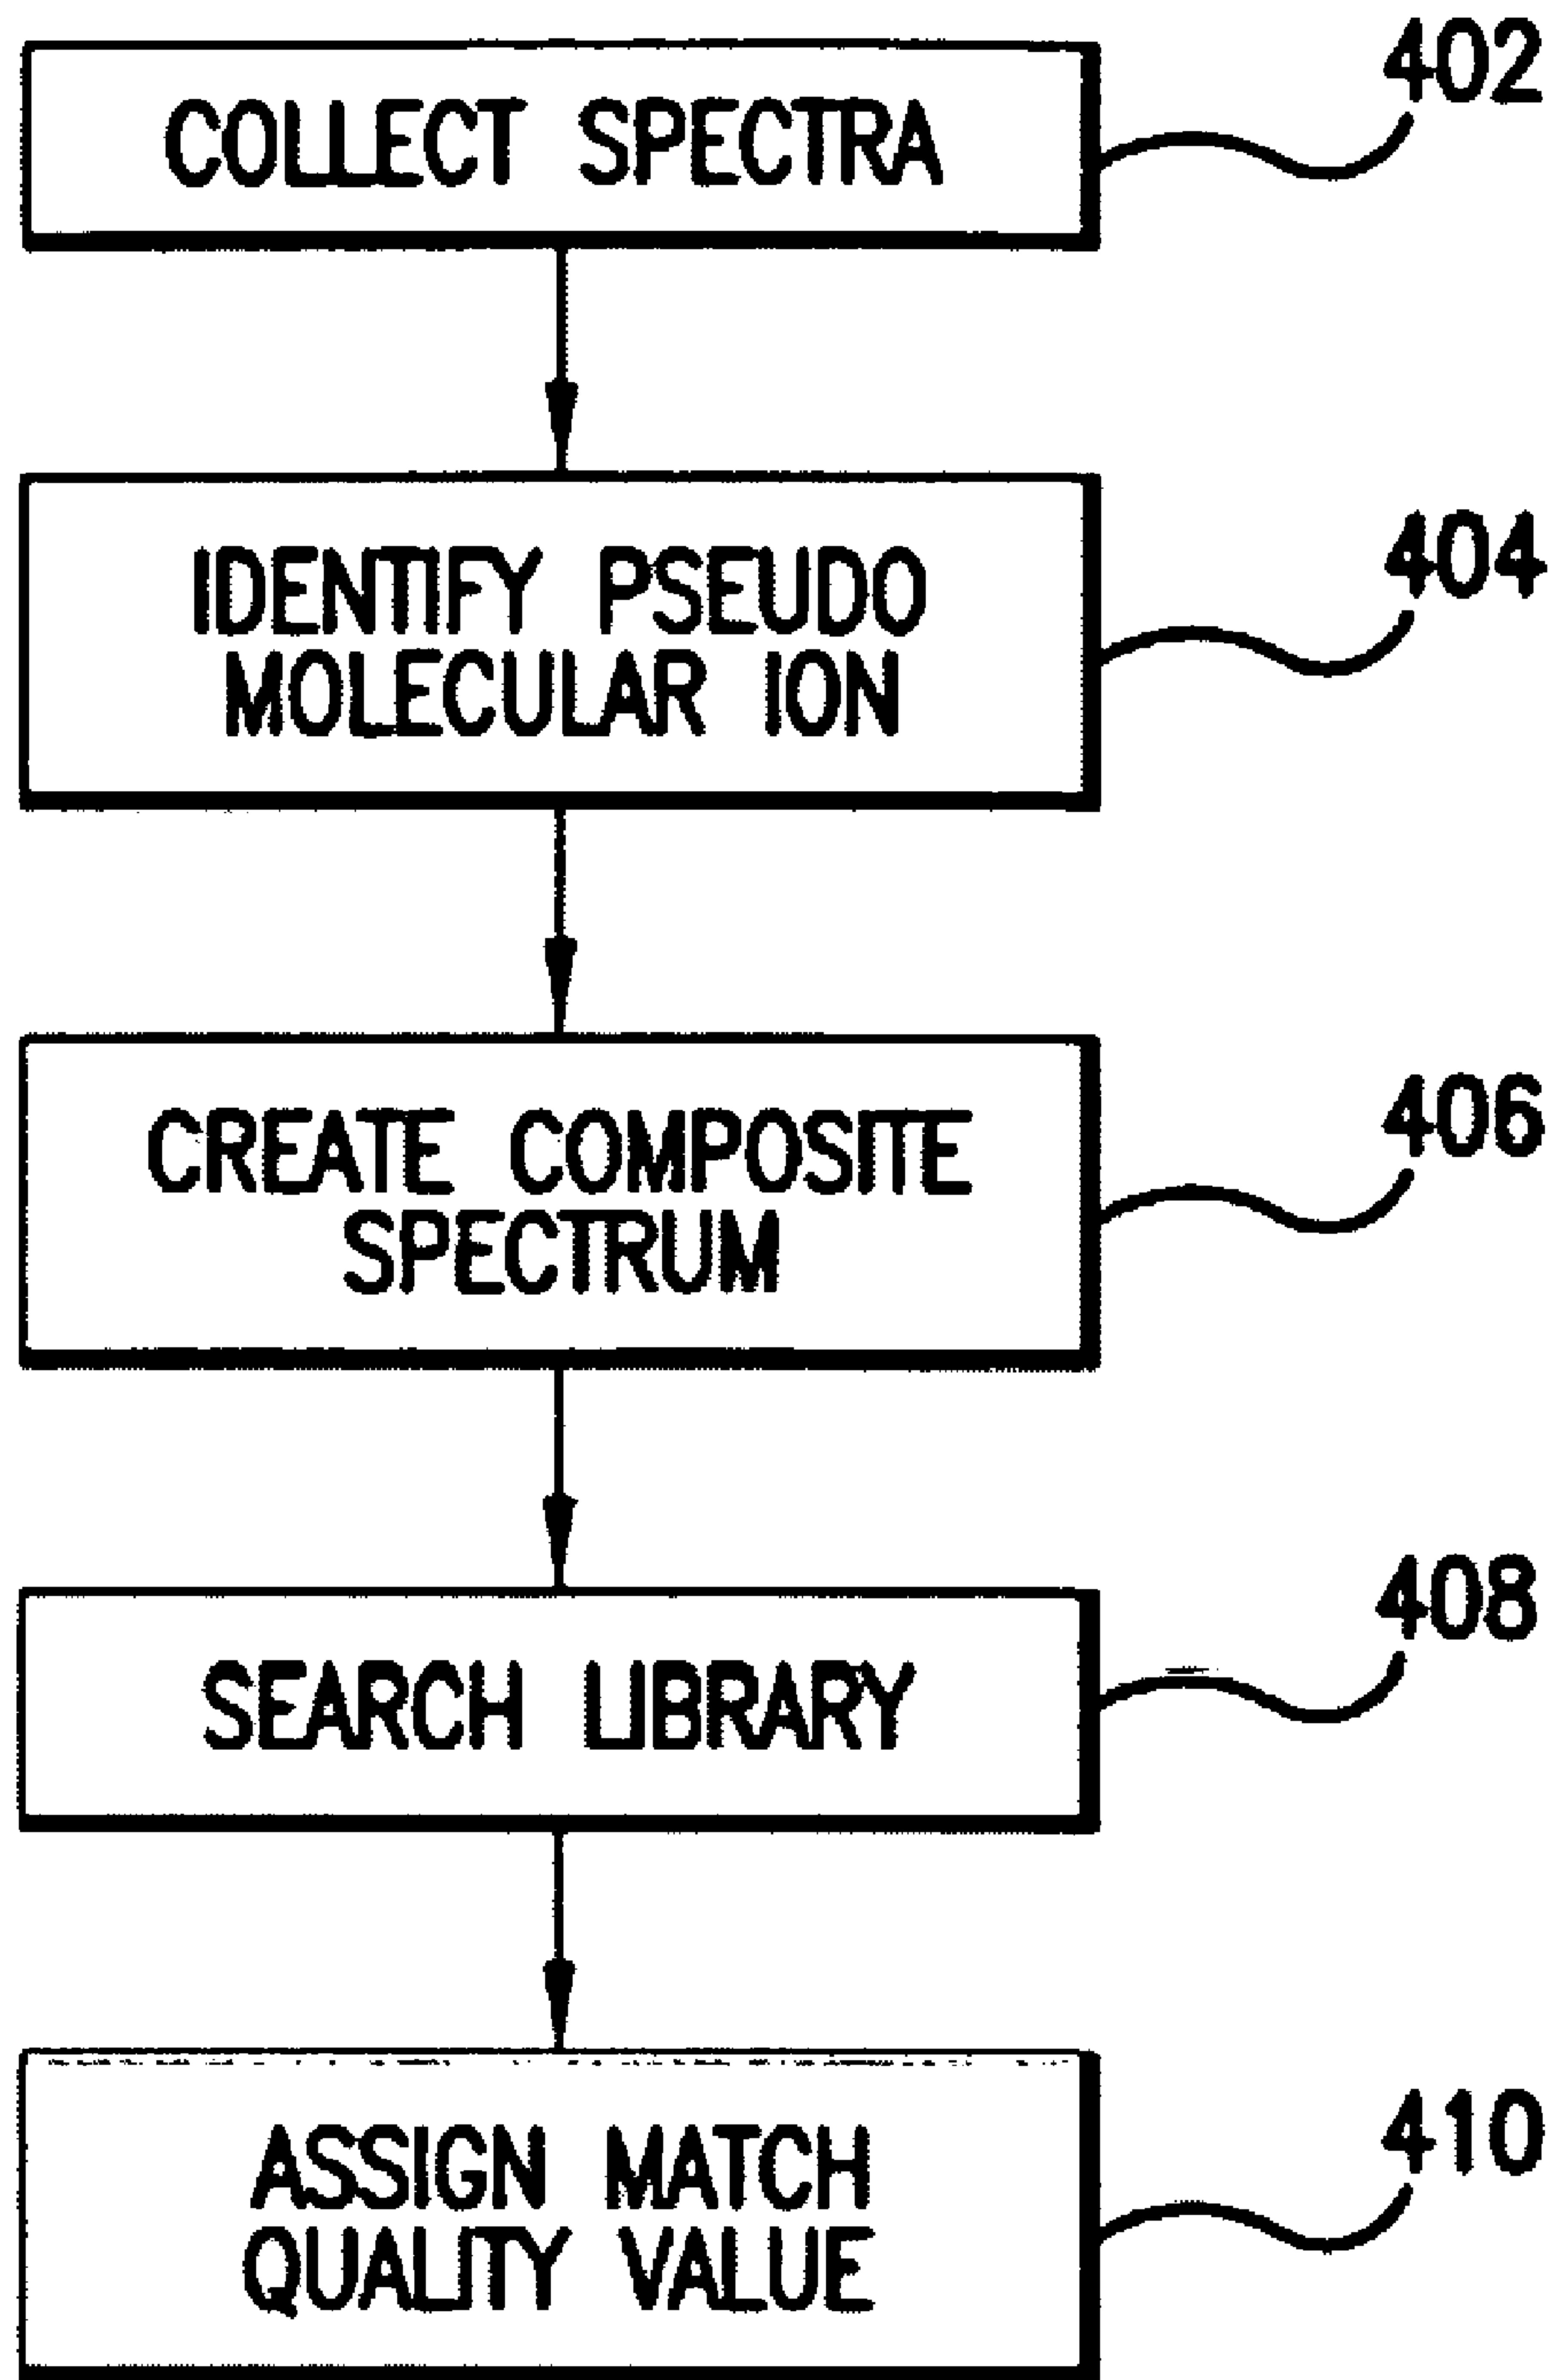 402
COLLECT SPECTRA
404
IDENTIFY PSEUDO
MOLECULAR ION
406
CREATE COMPOSITE
SPECTRUM
408
SEARCH LIBRARY
410
ASSIGN MATCH
QUALITY VALUE